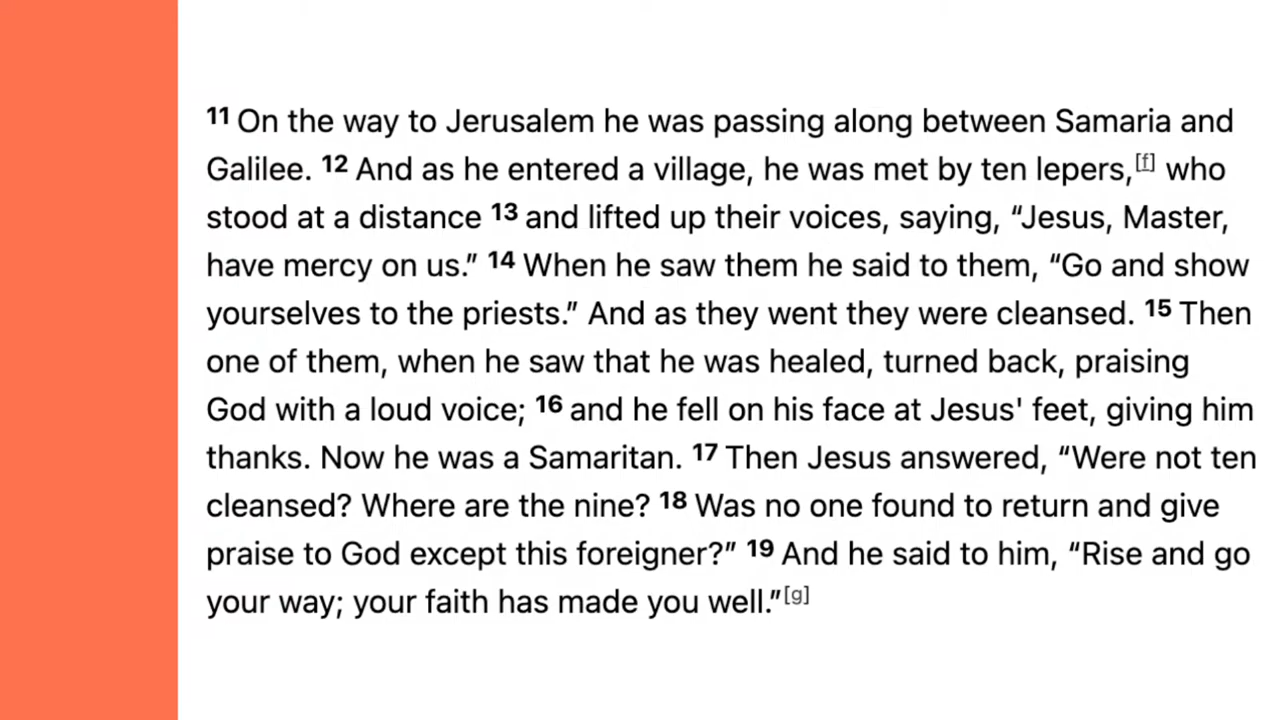 11 On the way to Jerusalem he was passing along between Samaria and
Galilee. 12 And as he entered a village, he was met by ten lepers,[f] who
stood at a distance 13 and lifted up their voices, saying, “Jesus, Master,
have mercy on us.” 14 When he saw them he said to them, “Go and show
yourselves to the priests.” And as they went they were cleansed. 15 Then
one of them, when he saw that he was healed, turned back, praising
God with a loud voice; 16 and he fell on his face at Jesus' feet, giving him
thanks. Now he was a Samaritan. 17 Then Jesus answered, “Were not ten
cleansed? Where are the nine? 18 Was no one found to return and give
praise to God except this foreigner?” 19 And he said to him, “Rise and go
your way; your faith has made you well.”[g]